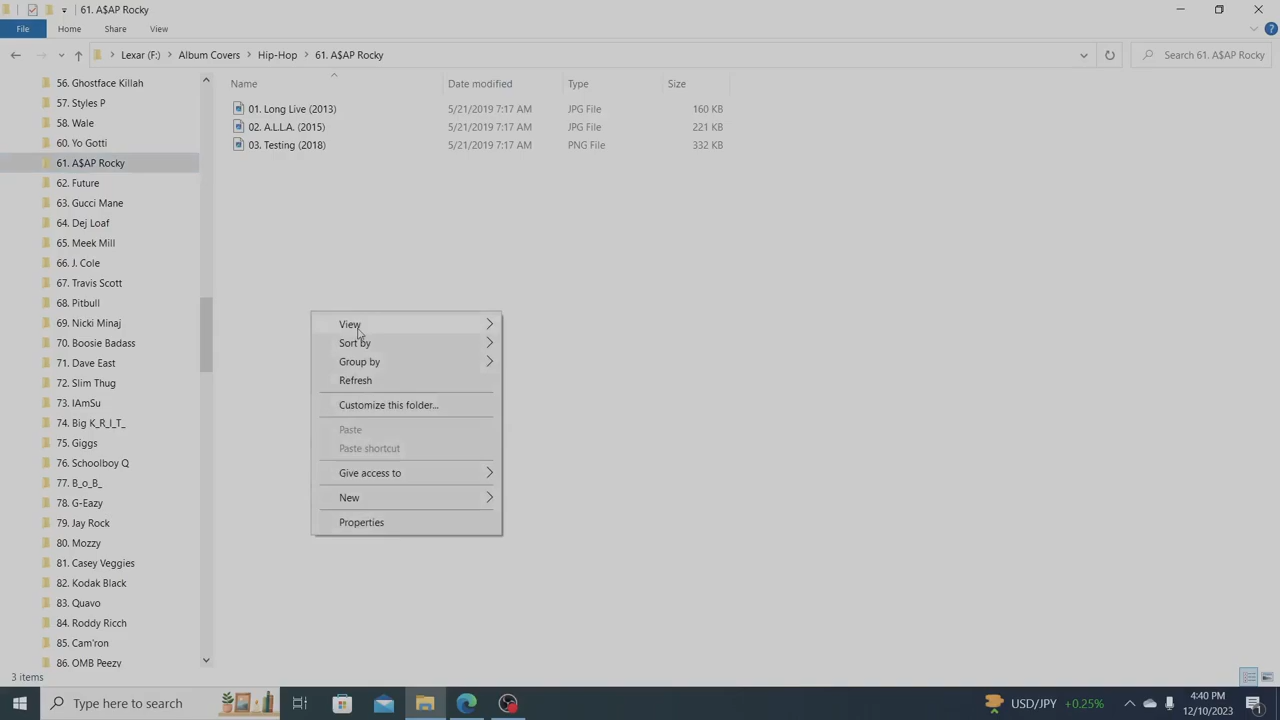 61. A$AP Rocky
File
Home
Share
View
Lexar (F:)
Album Covers
Hip-Hop
61. A$AP Rocky
Search 61. A$AP Rocky
56. Ghostface Killah
57. Styles P
58. Wale
60. Yo Gotti
61. A$AP Rocky
62. Future
63. Gucci Mane
64. Dej Loaf
65. Meek Mill
66. J. Cole
67. Travis Scott
68. Pitbull
69. Nicki Minaj
70. Boosie Badass
71. Dave East
72. Slim Thug
73. IAmSu
74. Big K_R_I_T_
75. Giggs
76. Schoolboy Q
77. B_o_B_
78. G-Eazy
79. Jay Rock
80. Mozzy
81. Casey Veggies
82. Kodak Black
83. Quavo
84. Roddy Ricch
85. Cam'ron
86. OMB Peezy
Name Date modified Type Size
01. Long Live (2013) 5/21/2019 7:17 AM JPG File 160 KB
02. A.L.L.A. (2015) 5/21/2019 7:17 AM JPG File 221 KB
03. Testing (2018) 5/21/2019 7:17 AM PNG File 332 KB
View
Sort by
Group by
Refresh
Customize this folder...
Paste
Paste shortcut
Give access to
New
Properties
3 items
Type here to search
USD/JPY +0.25%
4:40 PM
12/10/2023
1